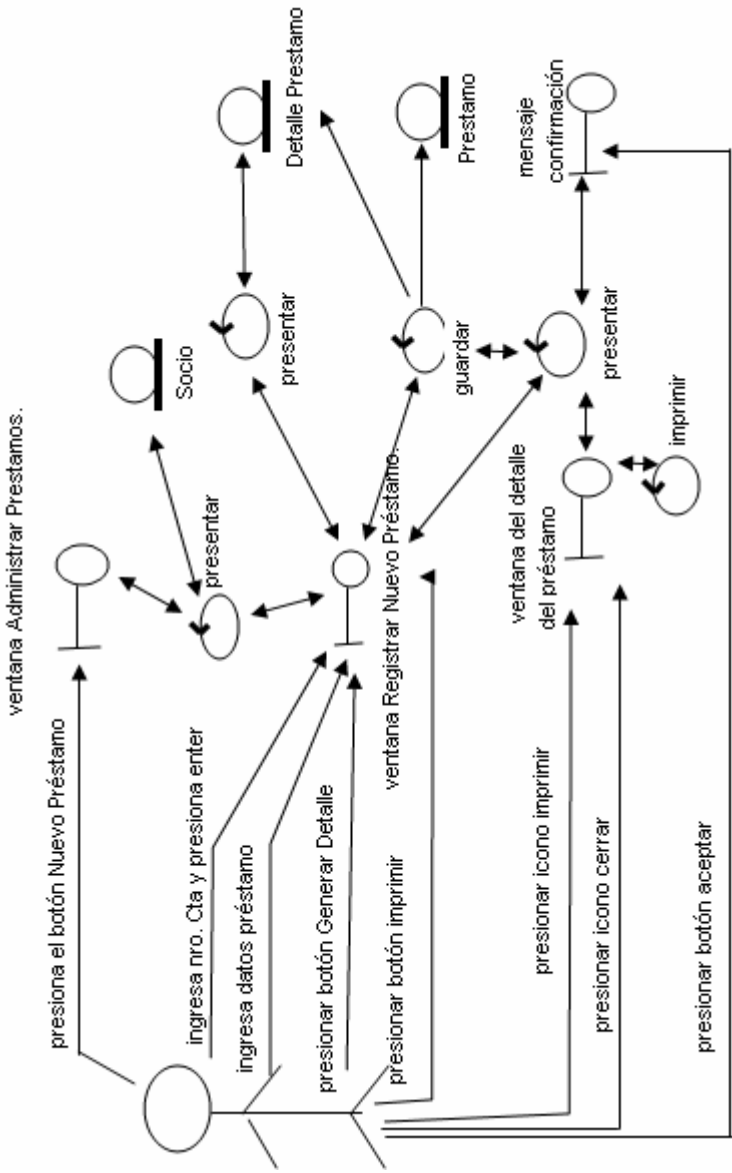 ventana Administrar Prestamos.
presiona el botón Nuevo Préstamo
presentar
Socio
ingresa nro. Cta y presiona enter
ingresa datos préstamo
presionar botón Generar Detalle
presionar botón imprimir
ventana Registrar Nuevo Préstamo.
presentar
Detalle Prestamo
guardar
Prestamo
presentar
mensaje
confirmación
ventana del detalle
del préstamo
imprimir
presionar icono imprimir
presionar icono cerrar
presionar botón aceptar